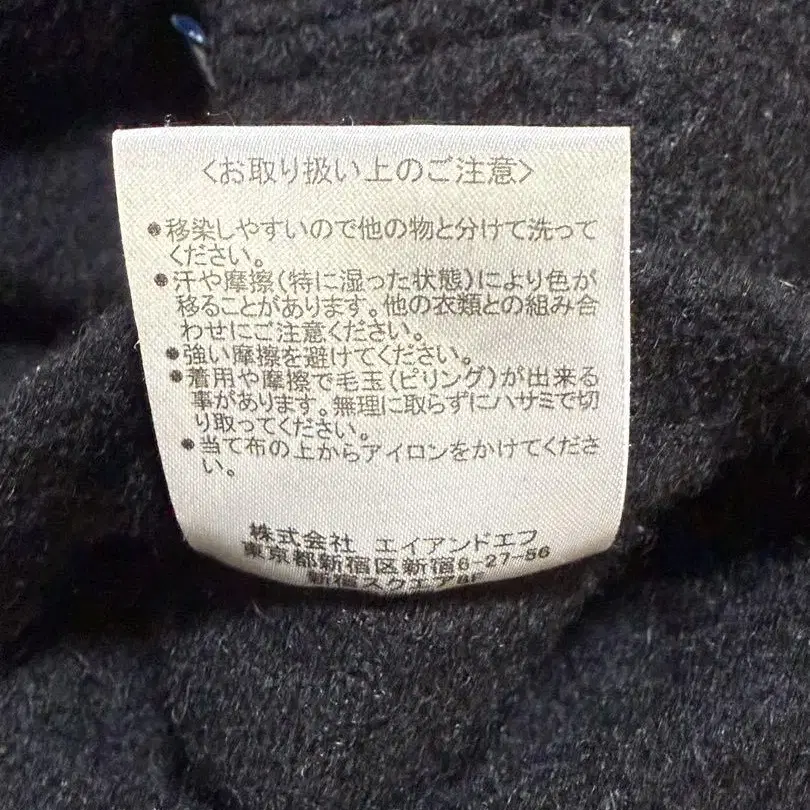 〈お取り扱い上のご注意〉
●移染しやすいので他の物と分けて洗って
ください。
●汗や摩擦(特に湿った状態)により色が
移ることがあります。他の衣類との組み合
わせにご注意ください。
●強い摩擦を避けてください。
●着用や摩擦で毛玉(ピリング)が出来る
事があります。無理に取らずにハサミで切
り取ってください。
●当て布の上からアイロンをかけてくださ
い。
株式会社 エイアンドエフ
東京都新宿区新宿6-27-56
新宿スクエア6F